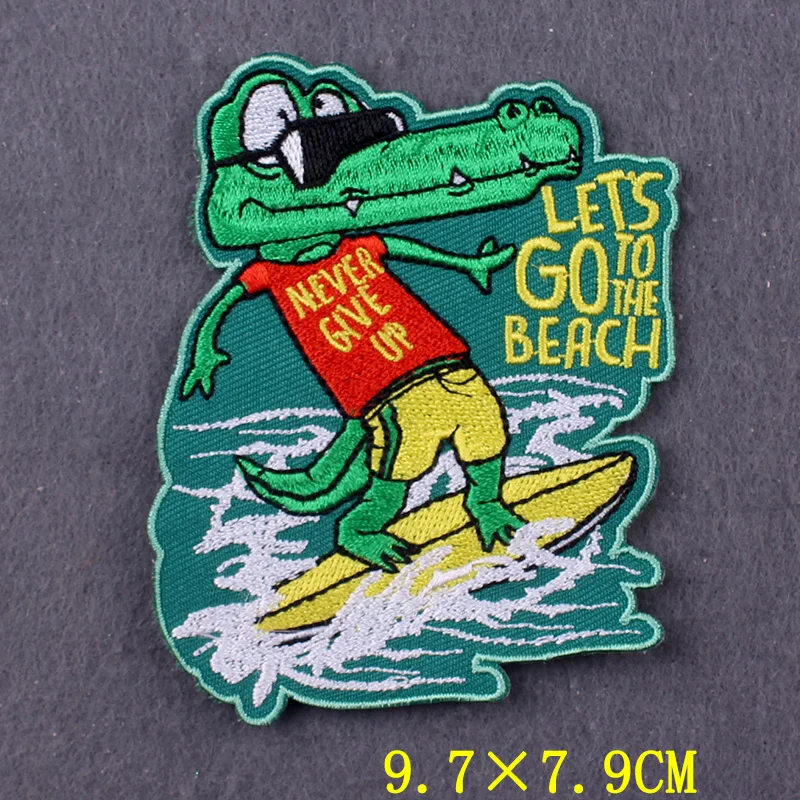 LET'S
GO TO
THE
BEACH
NEVER
GIVE
UP
9.7×7.9CM